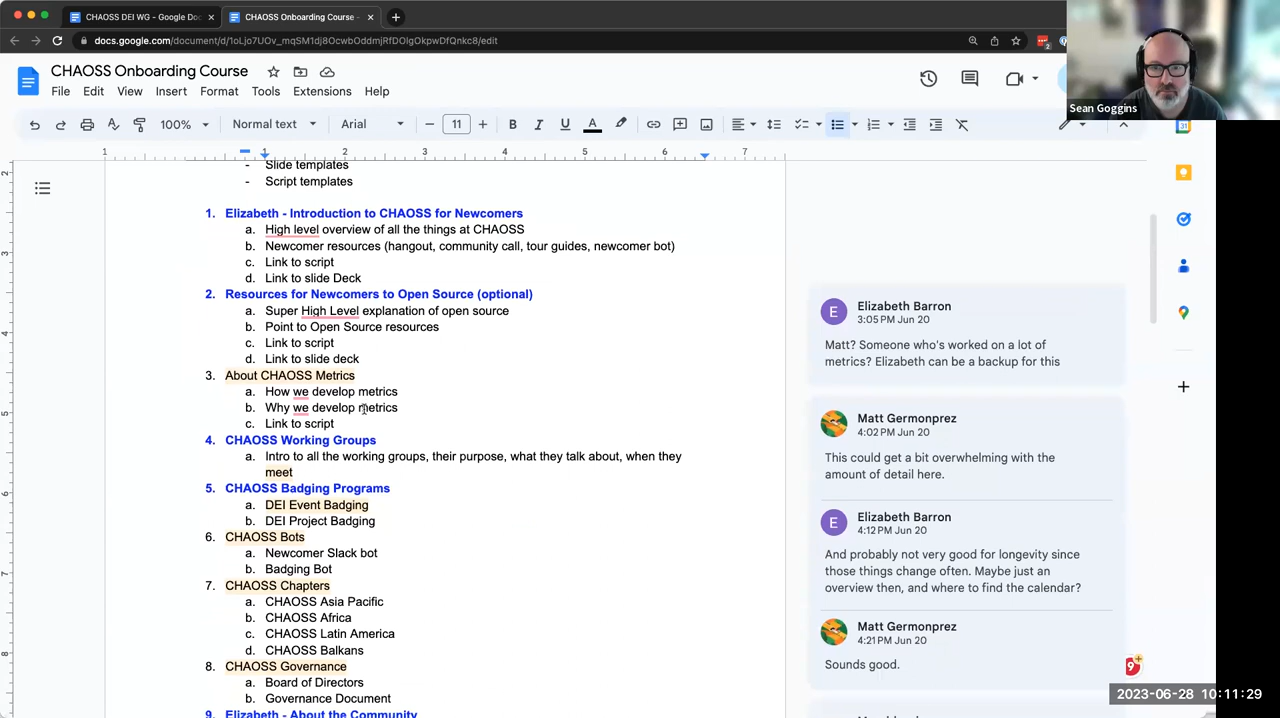 CHAOSS DEI WG - Google Doc
CHAOSS Onboarding Course -
docs.google.com/document/d/1oLjo7UOv_mqSM1dj8OcwbOddmjRfDOlgOkpwDfQnkc8/edit
CHAOSS Onboarding Course
File Edit View Insert Format Tools Extensions Help
100% Normal text Arial 11
Sean Goggins
1 1 2 3 4 5 6 7
- Slide templates
- Script templates
1. Elizabeth - Introduction to CHAOSS for Newcomers
a. High level overview of all the things at CHAOSS
b. Newcomer resources (hangout, community call, tour guides, newcomer bot)
c. Link to script
d. Link to slide Deck
2. Resources for Newcomers to Open Source (optional)
a. Super High Level explanation of open source
b. Point to Open Source resources
c. Link to script
d. Link to slide deck
3. About CHAOSS Metrics
a. How we develop metrics
b. Why we develop metrics
c. Link to script
4. CHAOSS Working Groups
a. Intro to all the working groups, their purpose, what they talk about, when they
meet
5. CHAOSS Badging Programs
a. DEI Event Badging
b. DEI Project Badging
6. CHAOSS Bots
a. Newcomer Slack bot
b. Badging Bot
7. CHAOSS Chapters
a. CHAOSS Asia Pacific
b. CHAOSS Africa
c. CHAOSS Latin America
d. CHAOSS Balkans
8. CHAOSS Governance
a. Board of Directors
b. Governance Document
9. Elizabeth - About the Community
E
Elizabeth Barron
3:05 PM Jun 20
Matt? Someone who's worked on a lot of
metrics? Elizabeth can be a backup for this
Matt Germonprez
4:02 PM Jun 20
This could get a bit overwhelming with the
amount of detail here.
E
Elizabeth Barron
4:12 PM Jun 20
And probably not very good for longevity since
those things change often. Maybe just an
overview then, and where to find the calendar?
Matt Germonprez
4:21 PM Jun 20
Sounds good.
9
2023-06-28 10:11:29